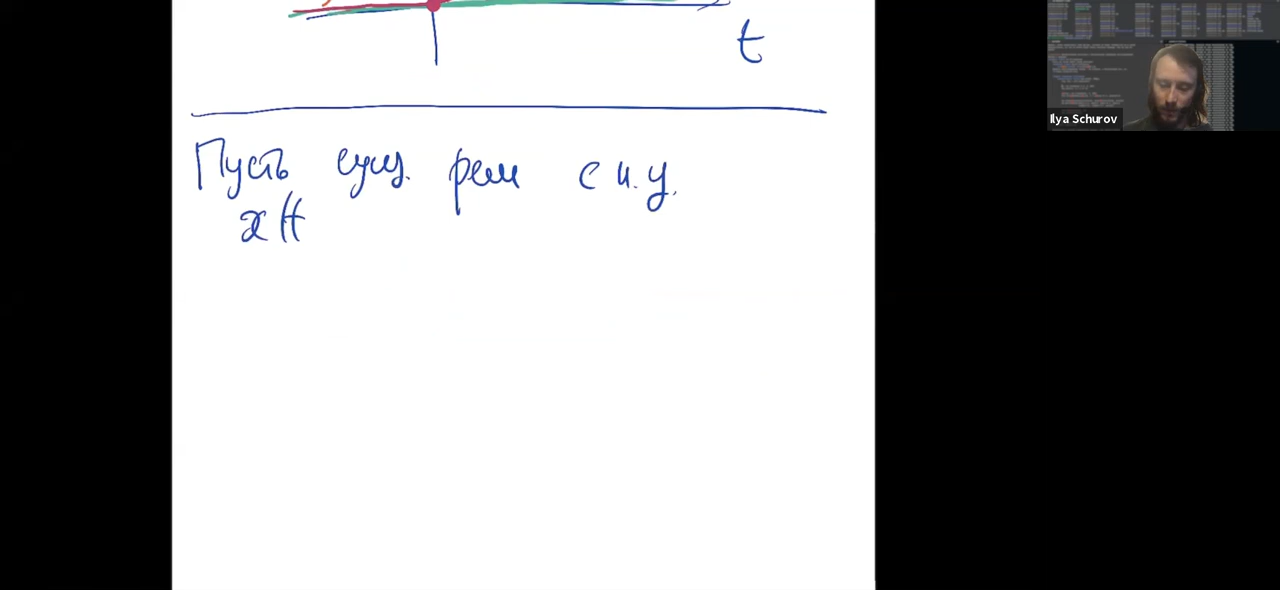 t
Ilya Schurov
Пусть сущ. реш с н.у.
x(t